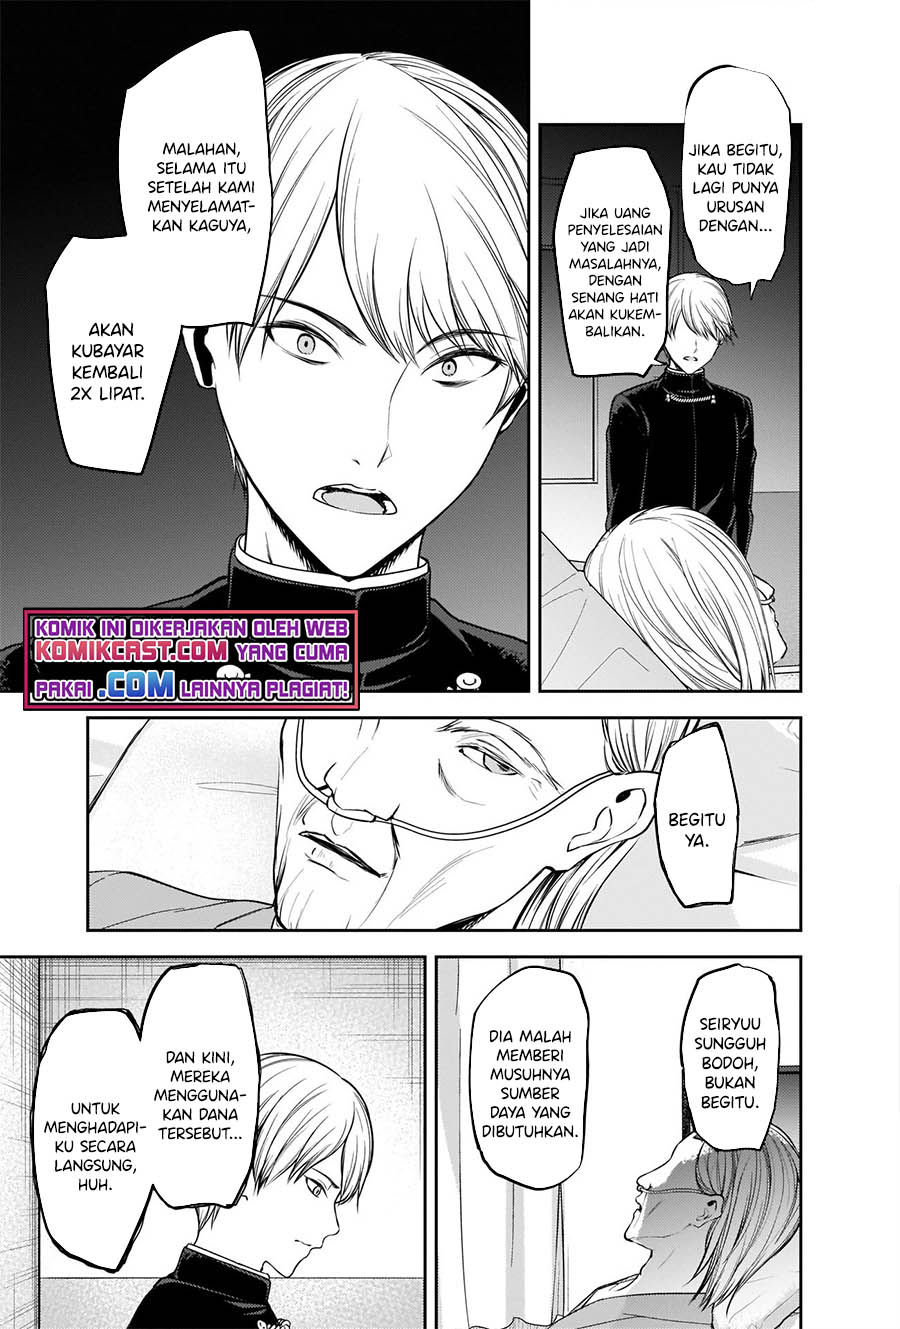 JIKA BEGITU,
KAU TIDAK
LAGI PUNYA
URUSAN
DENGAN...
JIKA UANG
PENYELESAIAN
YANG JADI
MASALAHNYA,
DENGAN
SENANG HATI
AKAN KUKEM-
BALIKAN.
MALAHAN,
SELAMA ITU
SETELAH KAMI
MENYELAMAT-
KAN KAGUYA,
AKAN
KUBAYAR
KEMBALI
2X LIPAT.
KOMIK INI DIKERJAKAN OLEH WEB
KOMIKCAST.COM YANG CUMA
PAKAI .COM LAINNYA PLAGIAT!
BEGITU
YA.
SEIRYUU
SUNGGUH
BODOH,
BUKAN
BEGITU.
DIA MALAH
MEMBERI
MUSUHNYA
SUMBER
DAYA YANG
DIBUTUHKAN.
DAN KINI,
MEREKA
MENGGUNA-
KAN DANA
TERSEBUT...
UNTUK
MENGHADAPI-
KU SECARA
LANGSUNG,
HUH.